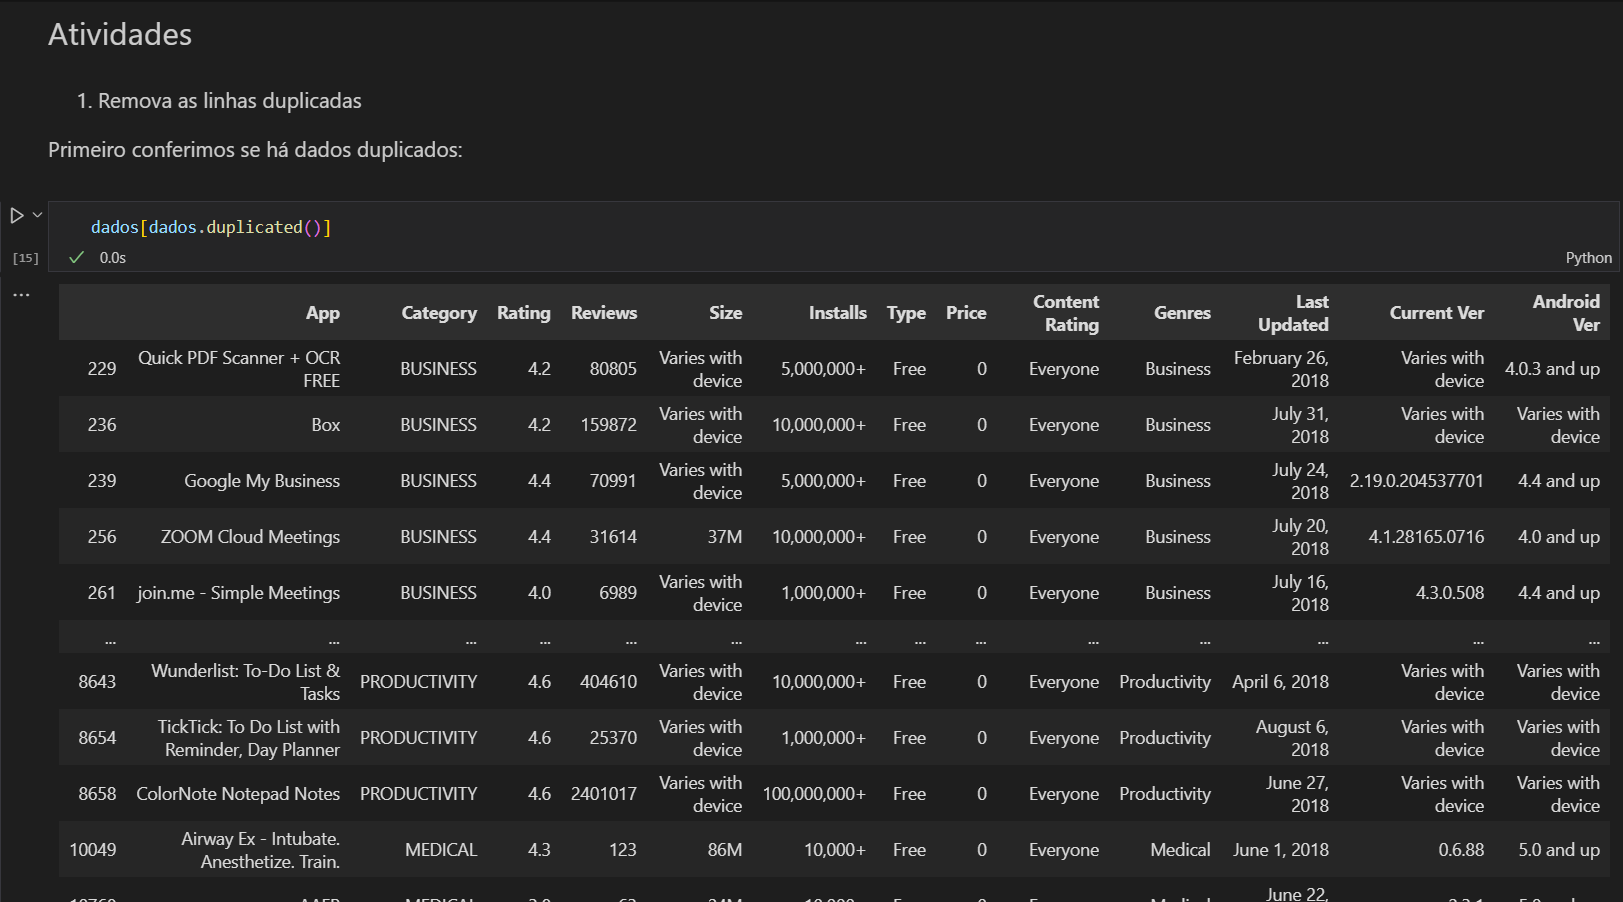 Atividades
1. Remova as linhas duplicadas
Primeiro conferimos se há dados duplicados:
dados[dados.duplicated()]
[15] 0.0s Python
...
App Category Rating Reviews Size Installs Type Price Content Rating Genres Last Updated Current Ver Android Ver
229 Quick PDF Scanner + OCR FREE BUSINESS 4.2 80805 Varies with device 5,000,000+ Free 0 Everyone Business February 26, 2018 Varies with device 4.0.3 and up
236 Box BUSINESS 4.2 159872 Varies with device 10,000,000+ Free 0 Everyone Business July 31, 2018 Varies with device Varies with device
239 Google My Business BUSINESS 4.4 70991 Varies with device 5,000,000+ Free 0 Everyone Business July 24, 2018 2.19.0.204537701 4.4 and up
256 ZOOM Cloud Meetings BUSINESS 4.4 31614 37M 10,000,000+ Free 0 Everyone Business July 20, 2018 4.1.28165.0716 4.0 and up
261 join.me - Simple Meetings BUSINESS 4.0 6989 Varies with device 1,000,000+ Free 0 Everyone Business July 16, 2018 4.3.0.508 4.4 and up
... ... ... ... ... ... ... ... ... ... ... ... ... ...
8643 Wunderlist: To-Do List & Tasks PRODUCTIVITY 4.6 404610 Varies with device 10,000,000+ Free 0 Everyone Productivity April 6, 2018 Varies with device Varies with device
8654 TickTick: To Do List with Reminder, Day Planner PRODUCTIVITY 4.6 25370 Varies with device 1,000,000+ Free 0 Everyone Productivity August 6, 2018 Varies with device Varies with device
8658 ColorNote Notepad Notes PRODUCTIVITY 4.6 2401017 Varies with device 100,000,000+ Free 0 Everyone Productivity June 27, 2018 Varies with device Varies with device
10049 Airway Ex - Intubate. Anesthetize. Train. MEDICAL 4.3 123 86M 10,000+ Free 0 Everyone Medical June 1, 2018 0.6.88 5.0 and up
June 22,